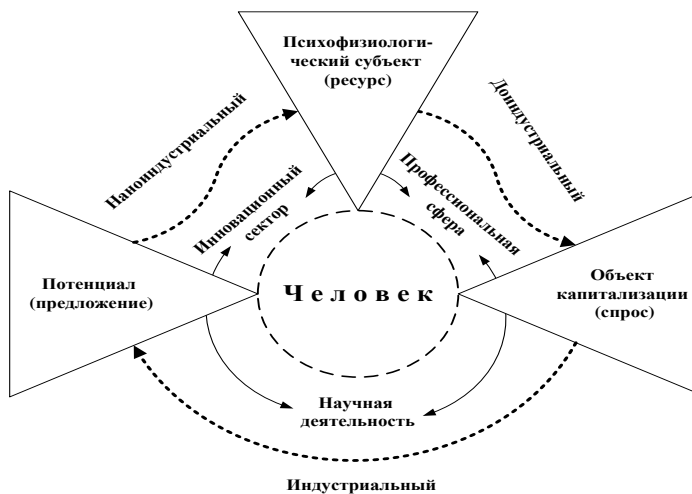 Психофизиологи-
ческий субъект
(ресурс)
Наноиндустриальный
Доиндустриальный
Инновационный
сектор
Профессиональная
сфера
Потенциал
(предложение)
Человек
Объект
капитализации
(спрос)
Научная
деятельность
Индустриальный